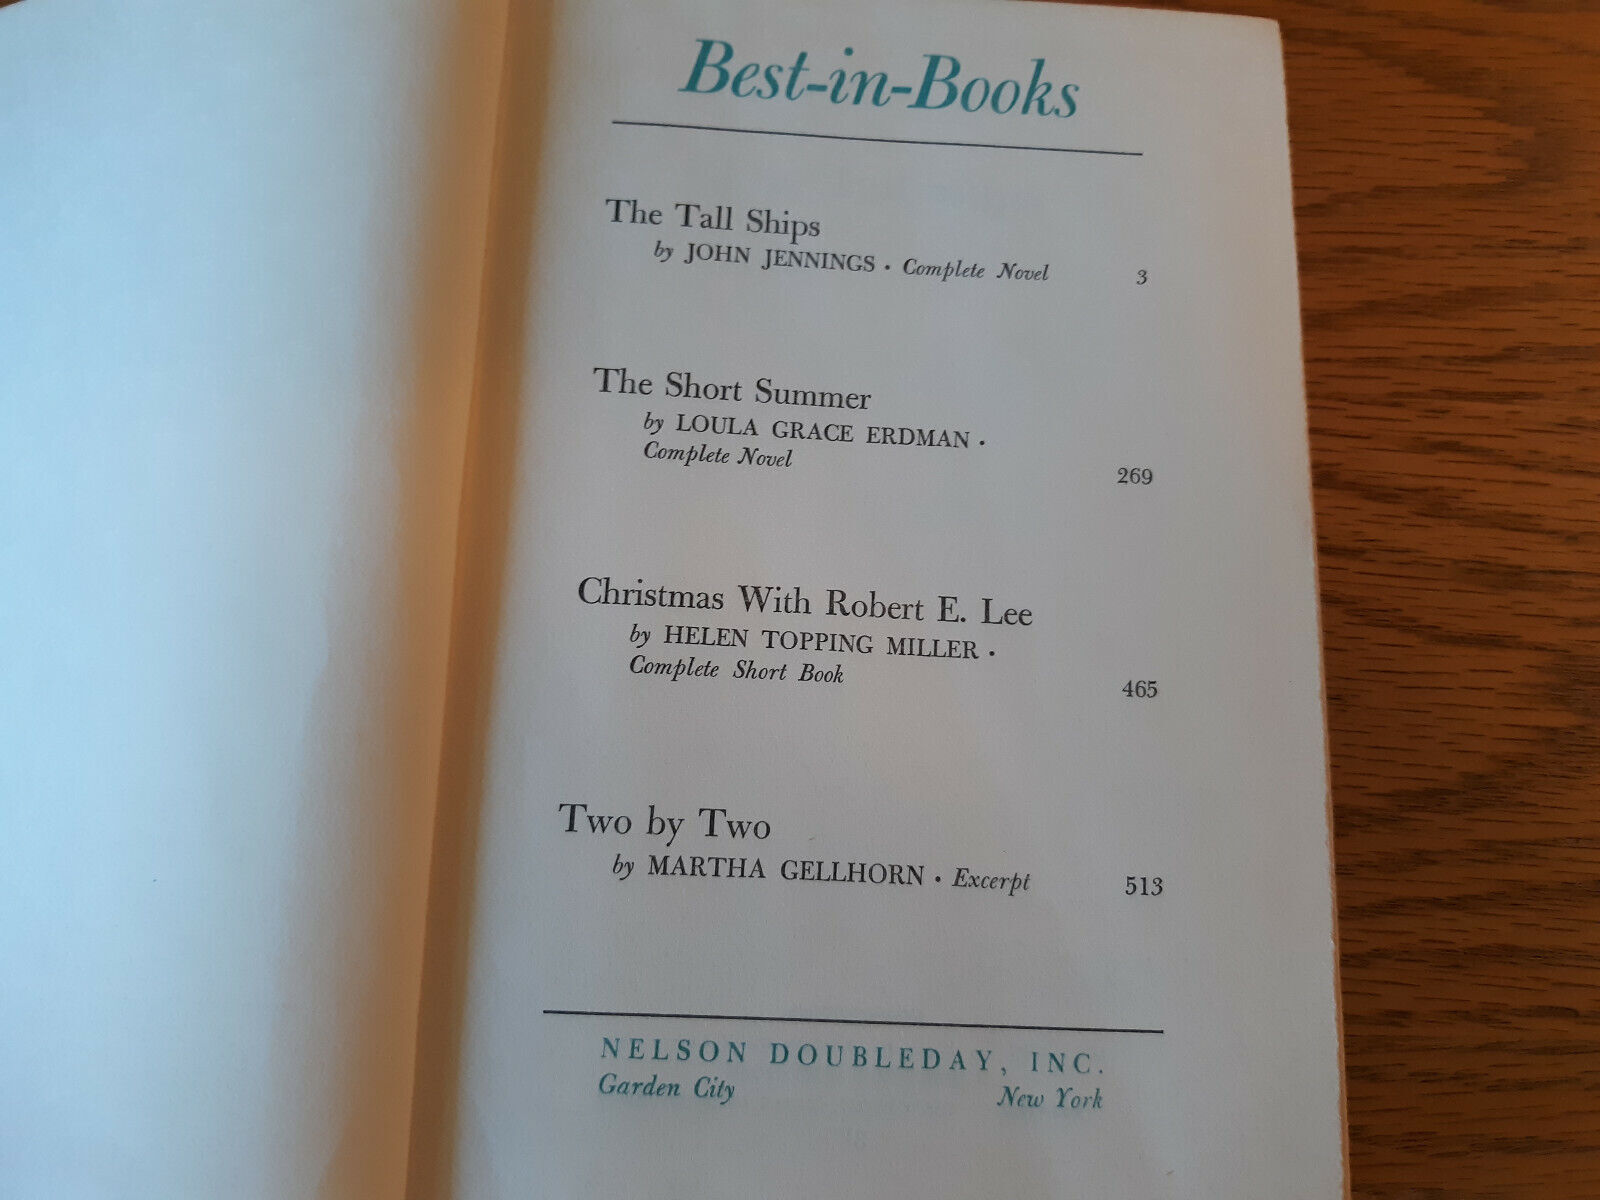 Best-in-Books
The Tall Ships
by JOHN JENNINGS • Complete Novel 3
The Short Summer
by LOULA GRACE ERDMAN •
Complete Novel 269
Christmas With Robert E. Lee
by HELEN TOPPING MILLER •
Complete Short Book 465
Two by Two
by MARTHA GELLHORN • Excerpt 513
NELSON DOUBLEDAY, INC.
Garden City New York